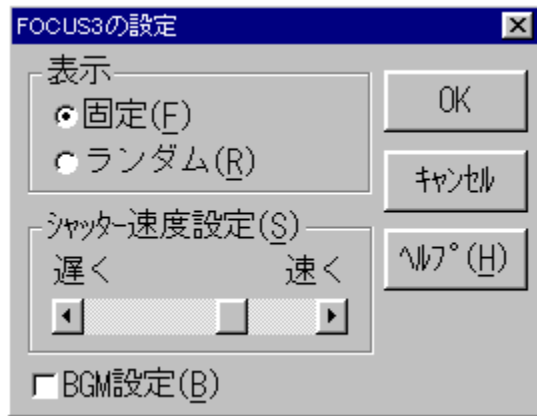 FOCUS3の設定
表示
固定(F)
ランダム(R)
OK
ｷｬﾝｾﾙ
ﾍﾙﾌﾟ(H)
ｼｬｯﾀｰ速度設定(S)
遅く 速く
BGM設定(B)